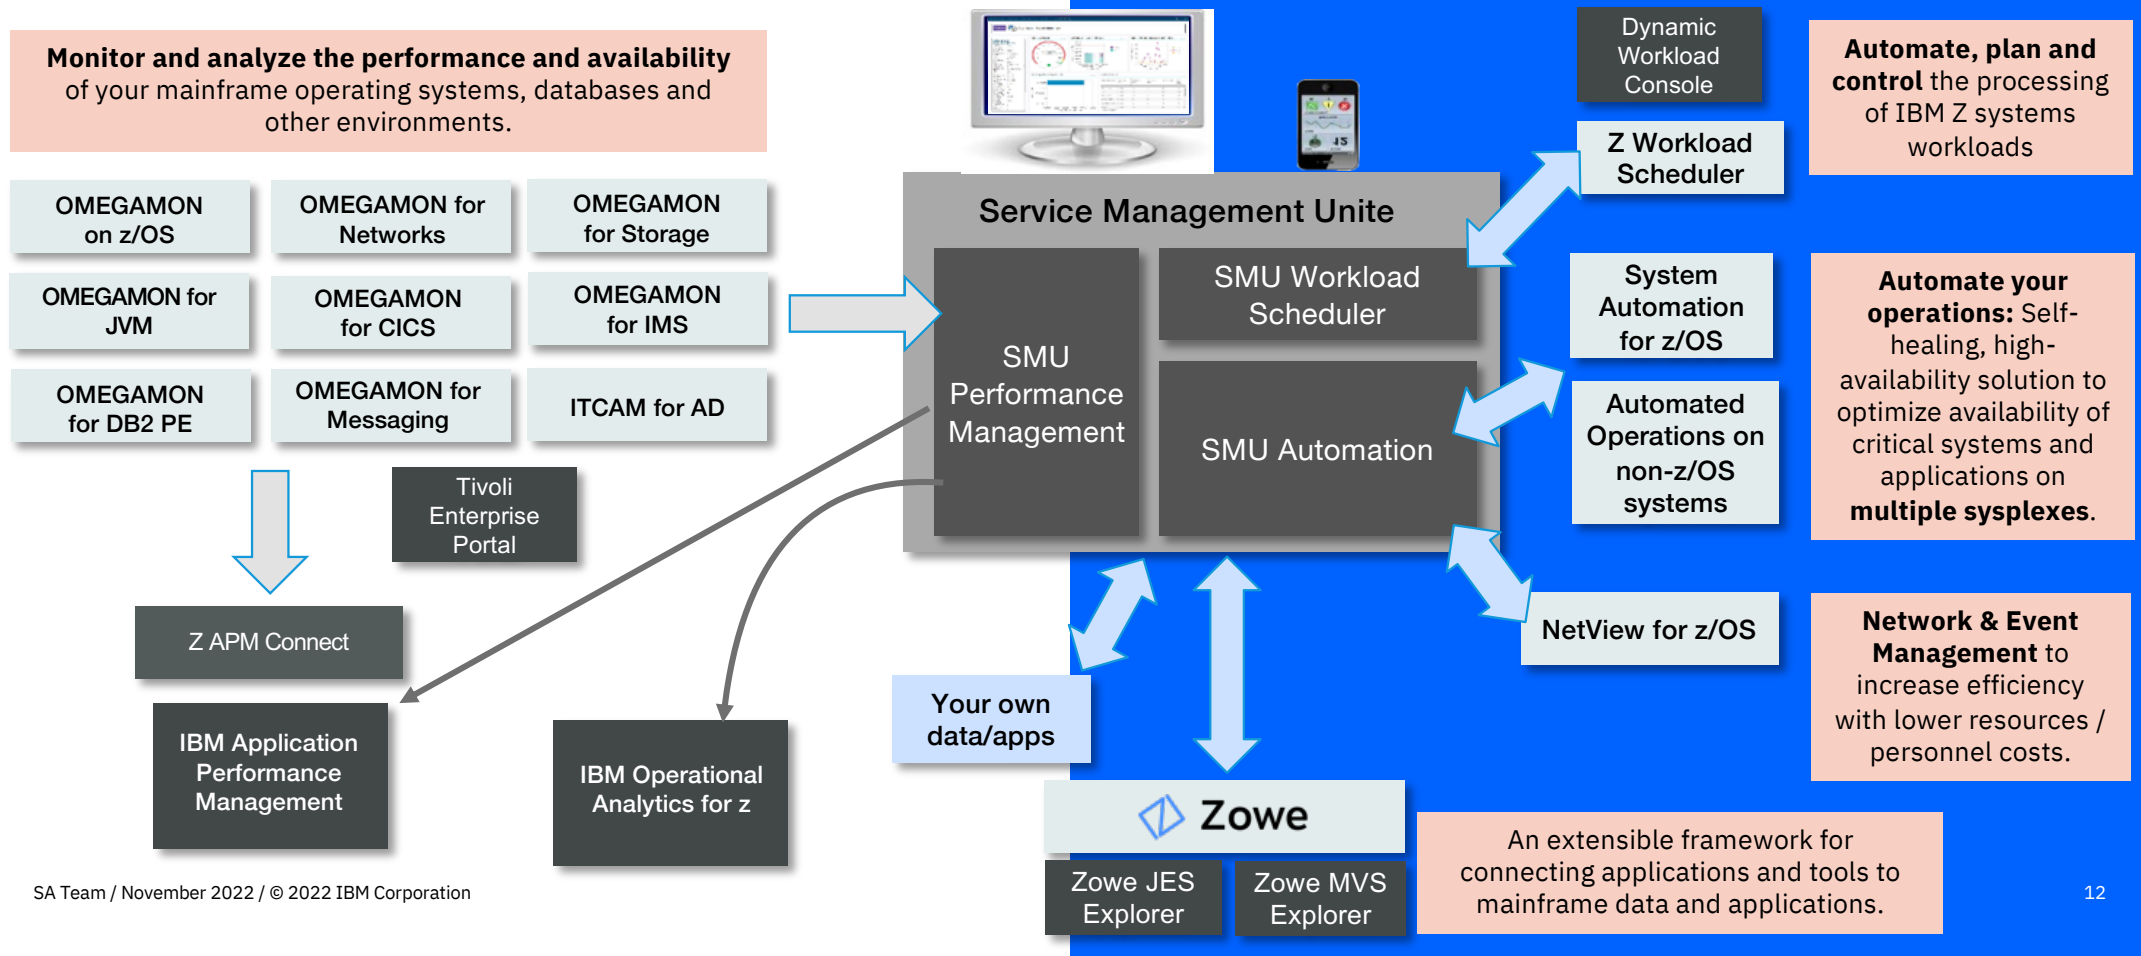 Monitor and analyze the performance and availability
of your mainframe operating systems, databases and
other environments.
OMEGAMON
on z/OS
OMEGAMON for
Networks
OMEGAMON
for Storage
OMEGAMON for
JVM
OMEGAMON
for CICS
OMEGAMON
for IMS
OMEGAMON
for DB2 PE
OMEGAMON for
Messaging
ITCAM for AD
Tivoli
Enterprise
Portal
Z APM Connect
IBM Application
Performance
Management
IBM Operational
Analytics for z
Service Management Unite
SMU
Performance
Management
SMU Workload
Scheduler
SMU Automation
Your own
data/apps
Zowe
Zowe JES
Explorer
Zowe MVS
Explorer
Dynamic
Workload
Console
Z Workload
Scheduler
System
Automation
for z/OS
Automated
Operations on
non-z/OS
systems
NetView for z/OS
Automate, plan and
control the processing
of IBM Z systems
workloads
Automate your
operations: Self-
healing, high-
availability solution to
optimize availability of
critical systems and
applications on
multiple sysplexes.
Network & Event
Management to
increase efficiency
with lower resources /
personnel costs.
An extensible framework for
connecting applications and tools to
mainframe data and applications.
SA Team / November 2022 / © 2022 IBM Corporation
12